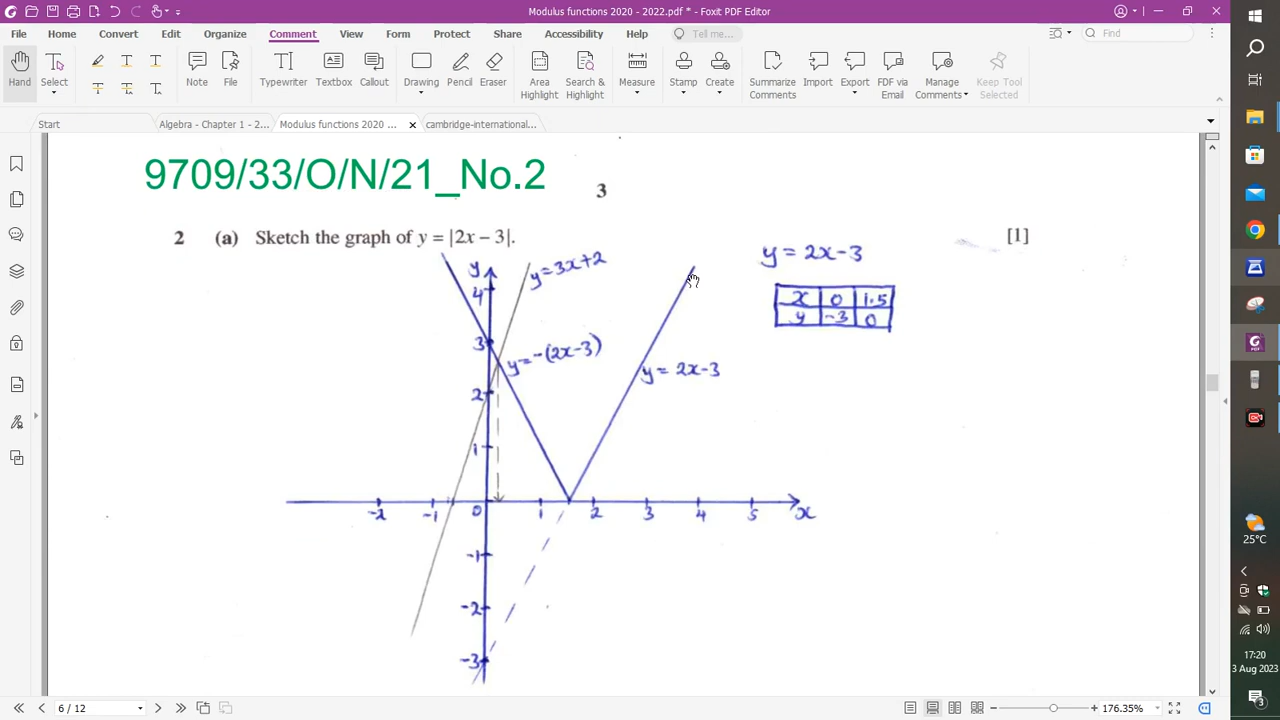 Modulus functions 2020 - 2022.pdf * - Foxit PDF Editor
File Home Convert Edit Organize Comment View Form Protect Share Accessibility Help Tell me... Find
Hand Select Note File Typewriter Textbox Callout Drawing Pencil Eraser Area Highlight Search & Highlight Measure Stamp Create Summarize Comments Import Export FDF via Email Manage Comments Keep Tool Selected
Start Algebra - Chapter 1 - 2... Modulus functions 2020 ... cambridge-international...
9709/33/O/N/21_No.2
3
2 (a) Sketch the graph of y = |2x – 3|. [1]
y = 2x-3
y=3x+2
x 0 1.5
y -3 0
y
4
3
y=-(2x-3)
y= 2x-3
2
1
-2 -1 0 1 2 3 4 5 x
-1
-2
-3
25°C
17:20
3 Aug 2023
3
6 / 12 176.35%